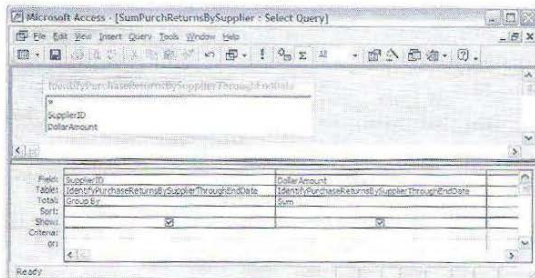 Microsoft Access - [SumPurchReturnsBySupplier : Select Query]
File Edit View Insert Query Tools Window Help
IdentifyPurchaseReturnsBySupplierThroughEndDate
*
SupplierID
DollarAmount
Field: SupplierID DollarAmount
Table: IdentifyPurchaseReturnsBySupplierThroughEndDate IdentifyPurchaseReturnsBySupplierThroughEndDate
Total: Group By Sum
Sort:
Show:
Criteria:
or:
Ready